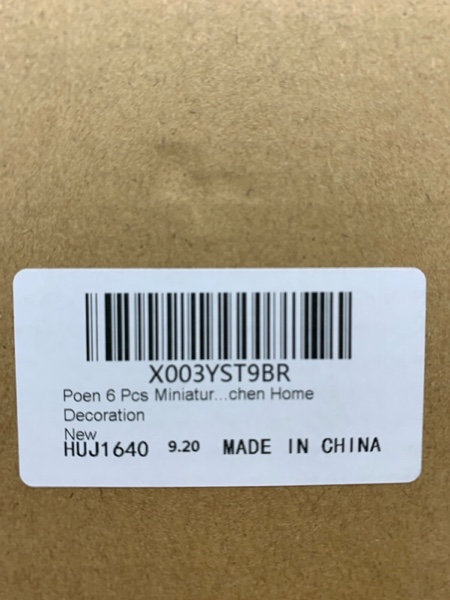 X003YST9BR
Poen 6 Pcs Miniatur...chen Home
Decoration
New
HUJ1640 9.20 MADE IN CHINA